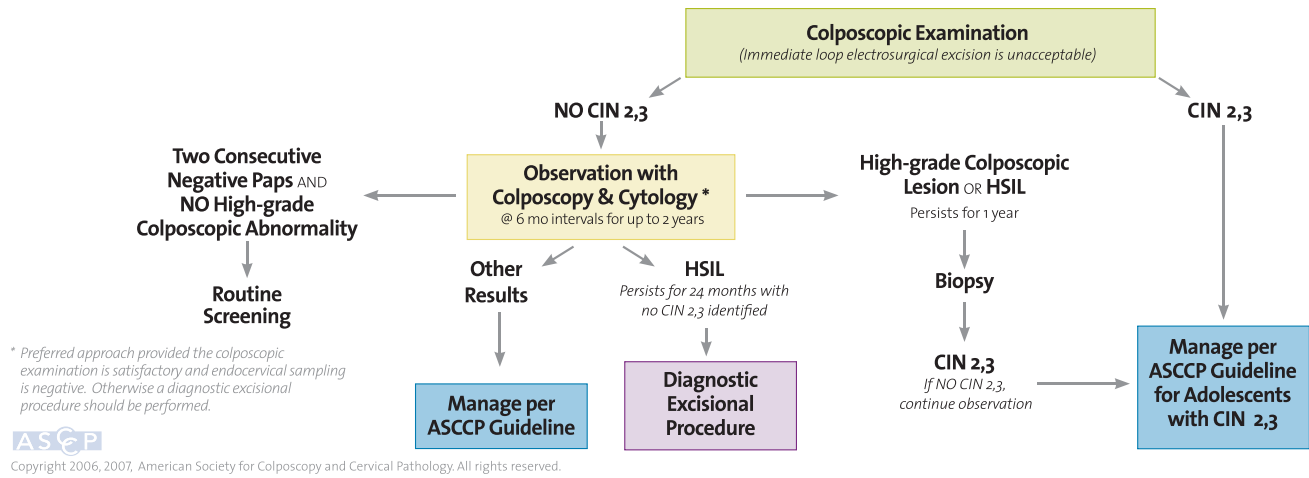 Colposcopic Examination
(Immediate loop electrosurgical excision is unacceptable)
NO CIN 2,3
CIN 2,3
Two Consecutive
Negative Paps AND
NO High-grade
Colposcopic Abnormality
Routine
Screening
Observation with
Colposcopy & Cytology *
@ 6 mo intervals for up to 2 years
Other
Results
Manage per
ASCCP Guideline
HSIL
Persists for 24 months with
no CIN 2,3 identified
Diagnostic
Excisional
Procedure
High-grade Colposcopic
Lesion OR HSIL
Persists for 1 year
Biopsy
CIN 2,3
If NO CIN 2,3,
continue observation
Manage per
ASCCP Guideline
for Adolescents
with CIN 2,3
* Preferred approach provided the colposcopic
examination is satisfactory and endocervical sampling
is negative. Otherwise a diagnostic excisional
procedure should be performed.
ASCCP
Copyright 2006, 2007, American Society for Colposcopy and Cervical Pathology. All rights reserved.